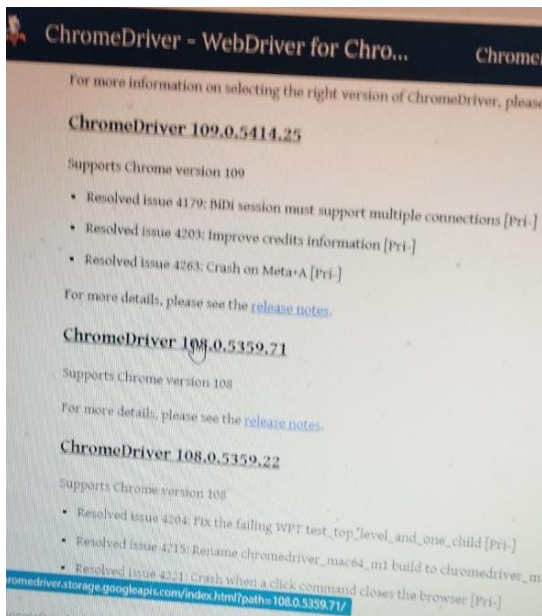 ChromeDriver - WebDriver for Chro...
Chrome
For more information on selecting the right version of ChromeDriver, please
ChromeDriver 109.0.5414.25
Supports Chrome version 109
• Resolved issue 4179: BiDi session must support multiple connections [Pri-]
• Resolved issue 4203: Improve credits information [Pri-]
• Resolved issue 4263: Crash on Meta+A [Pri-]
For more details, please see the release notes.
ChromeDriver 108.0.5359.71
Supports Chrome version 108
For more details, please see the release notes.
ChromeDriver 108.0.5359.22
Supports Chrome version 108
• Resolved issue 4204: Fix the failing WPT test_top_level_and_one_child [Pri-]
• Resolved issue 4215: Rename chromedriver_mac64_m1 build to chromedriver_m
• Resolved issue 4221: Crash when a click command closes the browser [Pri-]
romedriver.storage.googleapis.com/index.html?path=108.0.5359.71/